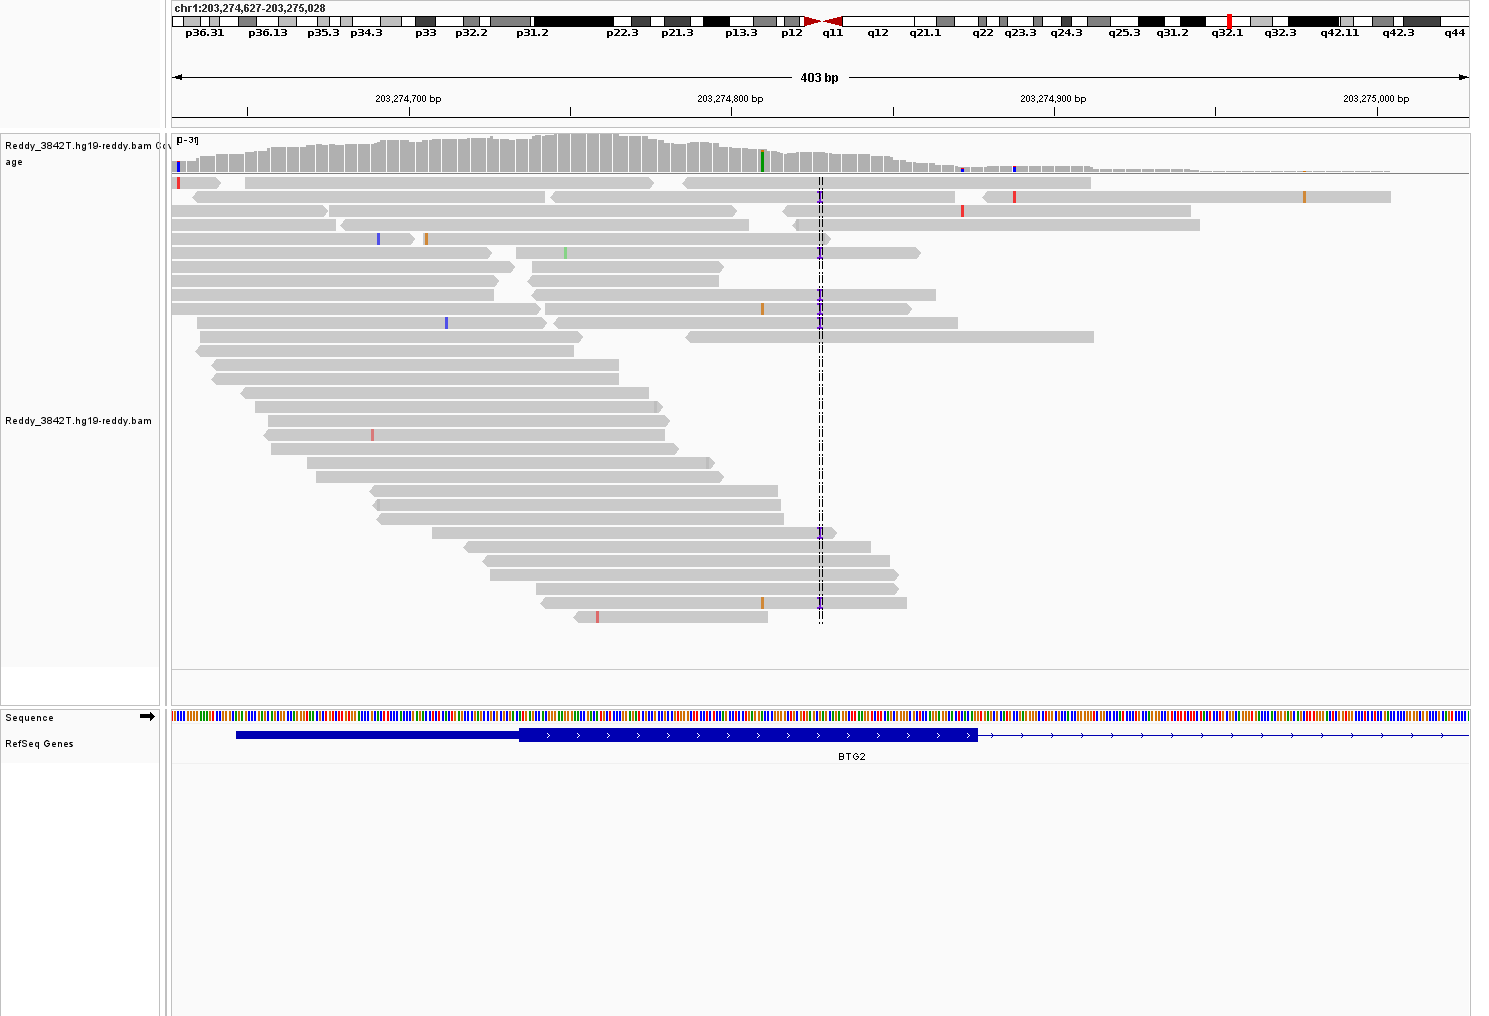 chr1:203,274,627-203,275,028
p36.31 p36.13 p35.3 p34.3 p33 p32.2 p31.2 p22.3 p21.3 p13.3 p12 q11 q12 q21.1 q22 q23.3 q24.3 q25.3 q31.2 q32.1 q32.3 q42.11 q42.3 q44
403 bp
203,274,700 bp 203,274,800 bp 203,274,900 bp 203,275,000 bp
Reddy_3842T.hg19-reddy.bam Cov
age
[0-31]
Reddy_3842T.hg19-reddy.bam
Sequence
RefSeq Genes
BTG2